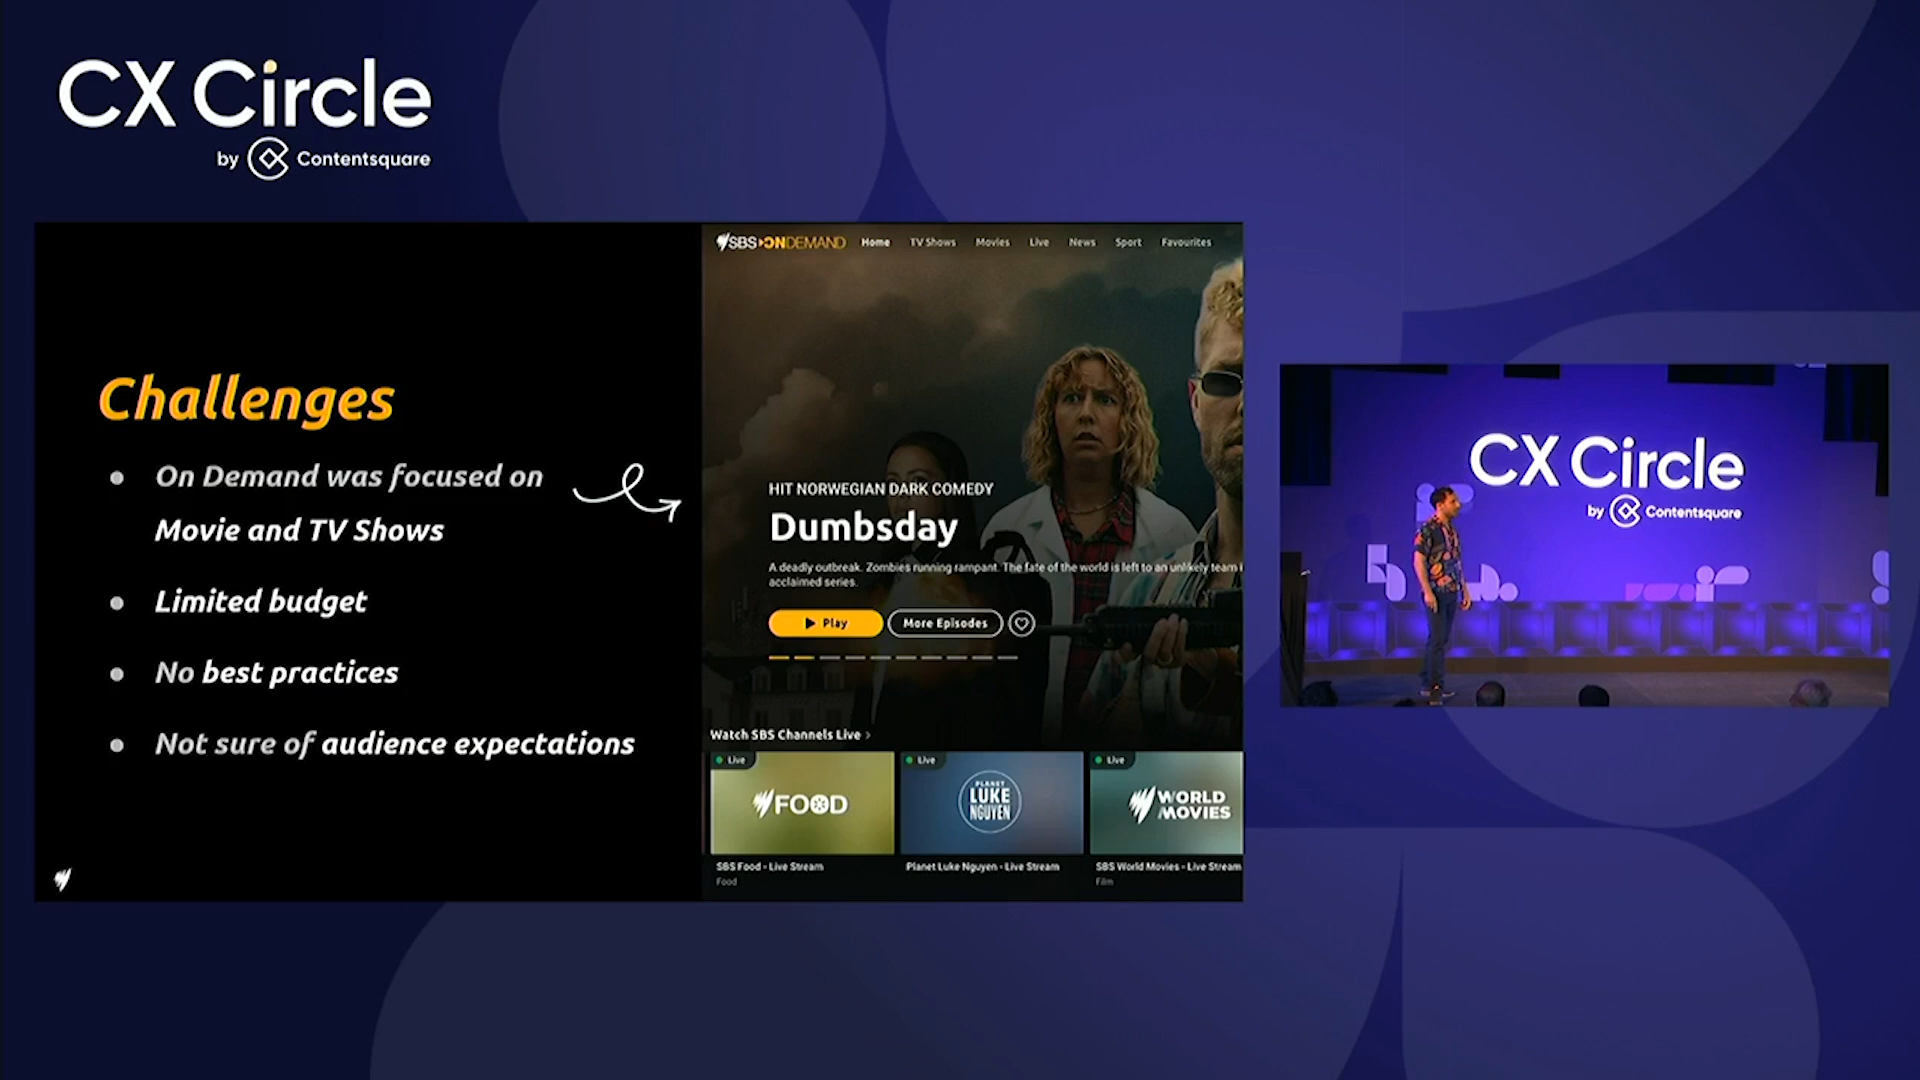 CX Circle
by Contentsquare
Challenges
On Demand was focused on
Movie and TV Shows
Limited budget
No best practices
Not sure of audience expectations
SBS ON DEMAND Home TV Shows Movies Live News Sport Favourites
HIT NORWEGIAN DARK COMEDY
Dumbsday
A deadly outbreak. Zombies running rampant. The fate of the world is left to an unlikely team i
acclaimed series.
Play More Episodes
Watch SBS Channels Live
Live Live Live
FOOD
PLANET
LUKE
NGUYEN
WORLD
MOVIES
SBS Food - Live Stream Planet Luke Nguyen - Live Stream SBS World Movies - Live Stream
Food Film
CX Circle
by Contentsquare